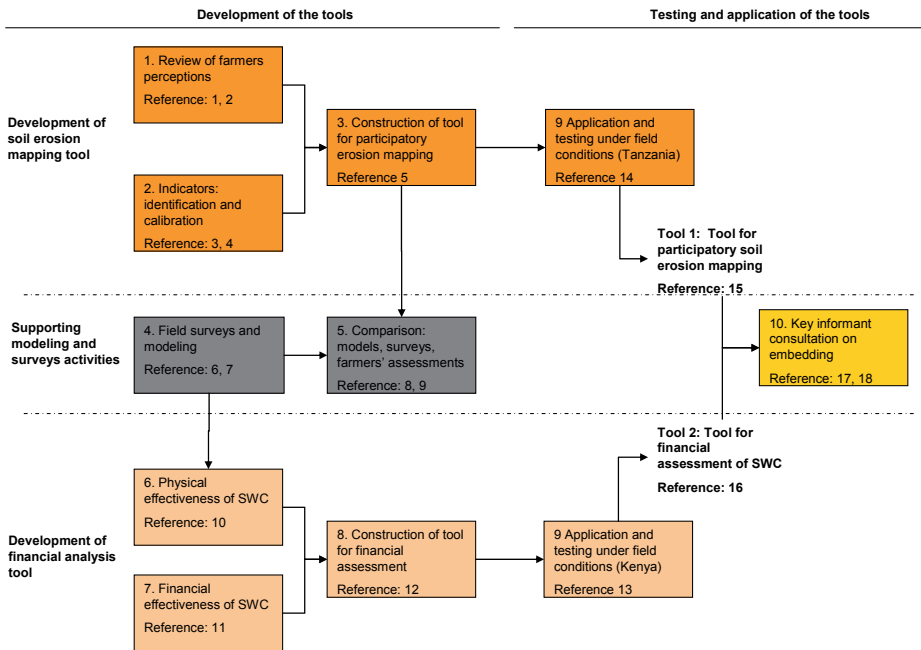 Development of the tools
Testing and application of the tools
Development of
soil erosion
mapping tool
1. Review of farmers
perceptions
Reference: 1, 2
2. Indicators:
identification and
calibration
Reference: 3, 4
3. Construction of tool
for participatory
erosion mapping
Reference 5
9 Application and
testing under field
conditions (Tanzania)
Reference 14
Tool 1:  Tool for
participatory soil
erosion mapping
Reference: 15
Supporting
modeling and
surveys activities
4. Field surveys and
modeling
Reference: 6, 7
5. Comparison:
models, surveys,
farmers' assessments
Reference: 8, 9
10. Key informant
consultation on
embedding
Reference: 17, 18
Tool 2: Tool for
financial
assessment of SWC
Reference: 16
Development of
financial analysis
tool
6. Physical
effectiveness of SWC
Reference: 10
7. Financial
effectiveness of SWC
Reference: 11
8. Construction of tool
for financial
assessment
Reference: 12
9 Application and
testing under field
conditions (Kenya)
Reference 13